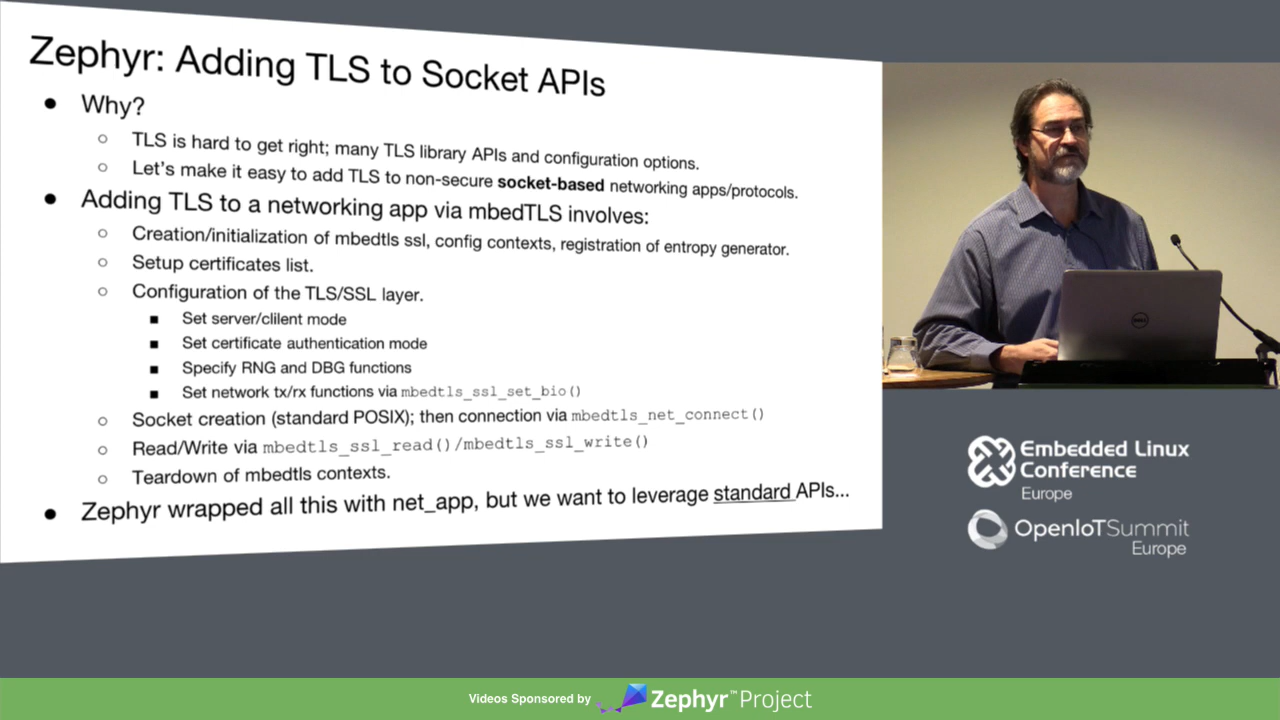 Zephyr: Adding TLS to Socket APIs
● Why?
○ TLS is hard to get right; many TLS library APIs and configuration options.
○ Let's make it easy to add TLS to non-secure socket-based networking apps/protocols.
● Adding TLS to a networking app via mbedTLS involves:
○ Creation/initialization of mbedtls ssl, config contexts, registration of entropy generator.
○ Setup certificates list.
○ Configuration of the TLS/SSL layer.
■ Set server/clilent mode
■ Set certificate authentication mode
■ Specify RNG and DBG functions
■ Set network tx/rx functions via mbedtls_ssl_set_bio()
○ Socket creation (standard POSIX); then connection via mbedtls_net_connect()
○ Read/Write via mbedtls_ssl_read()/mbedtls_ssl_write()
○ Teardown of mbedtls contexts.
● Zephyr wrapped all this with net_app, but we want to leverage standard APIs...
DELL
Embedded Linux
Conference
Europe
OpenIoTSummit
Europe
Videos Sponsored by Zephyr™Project